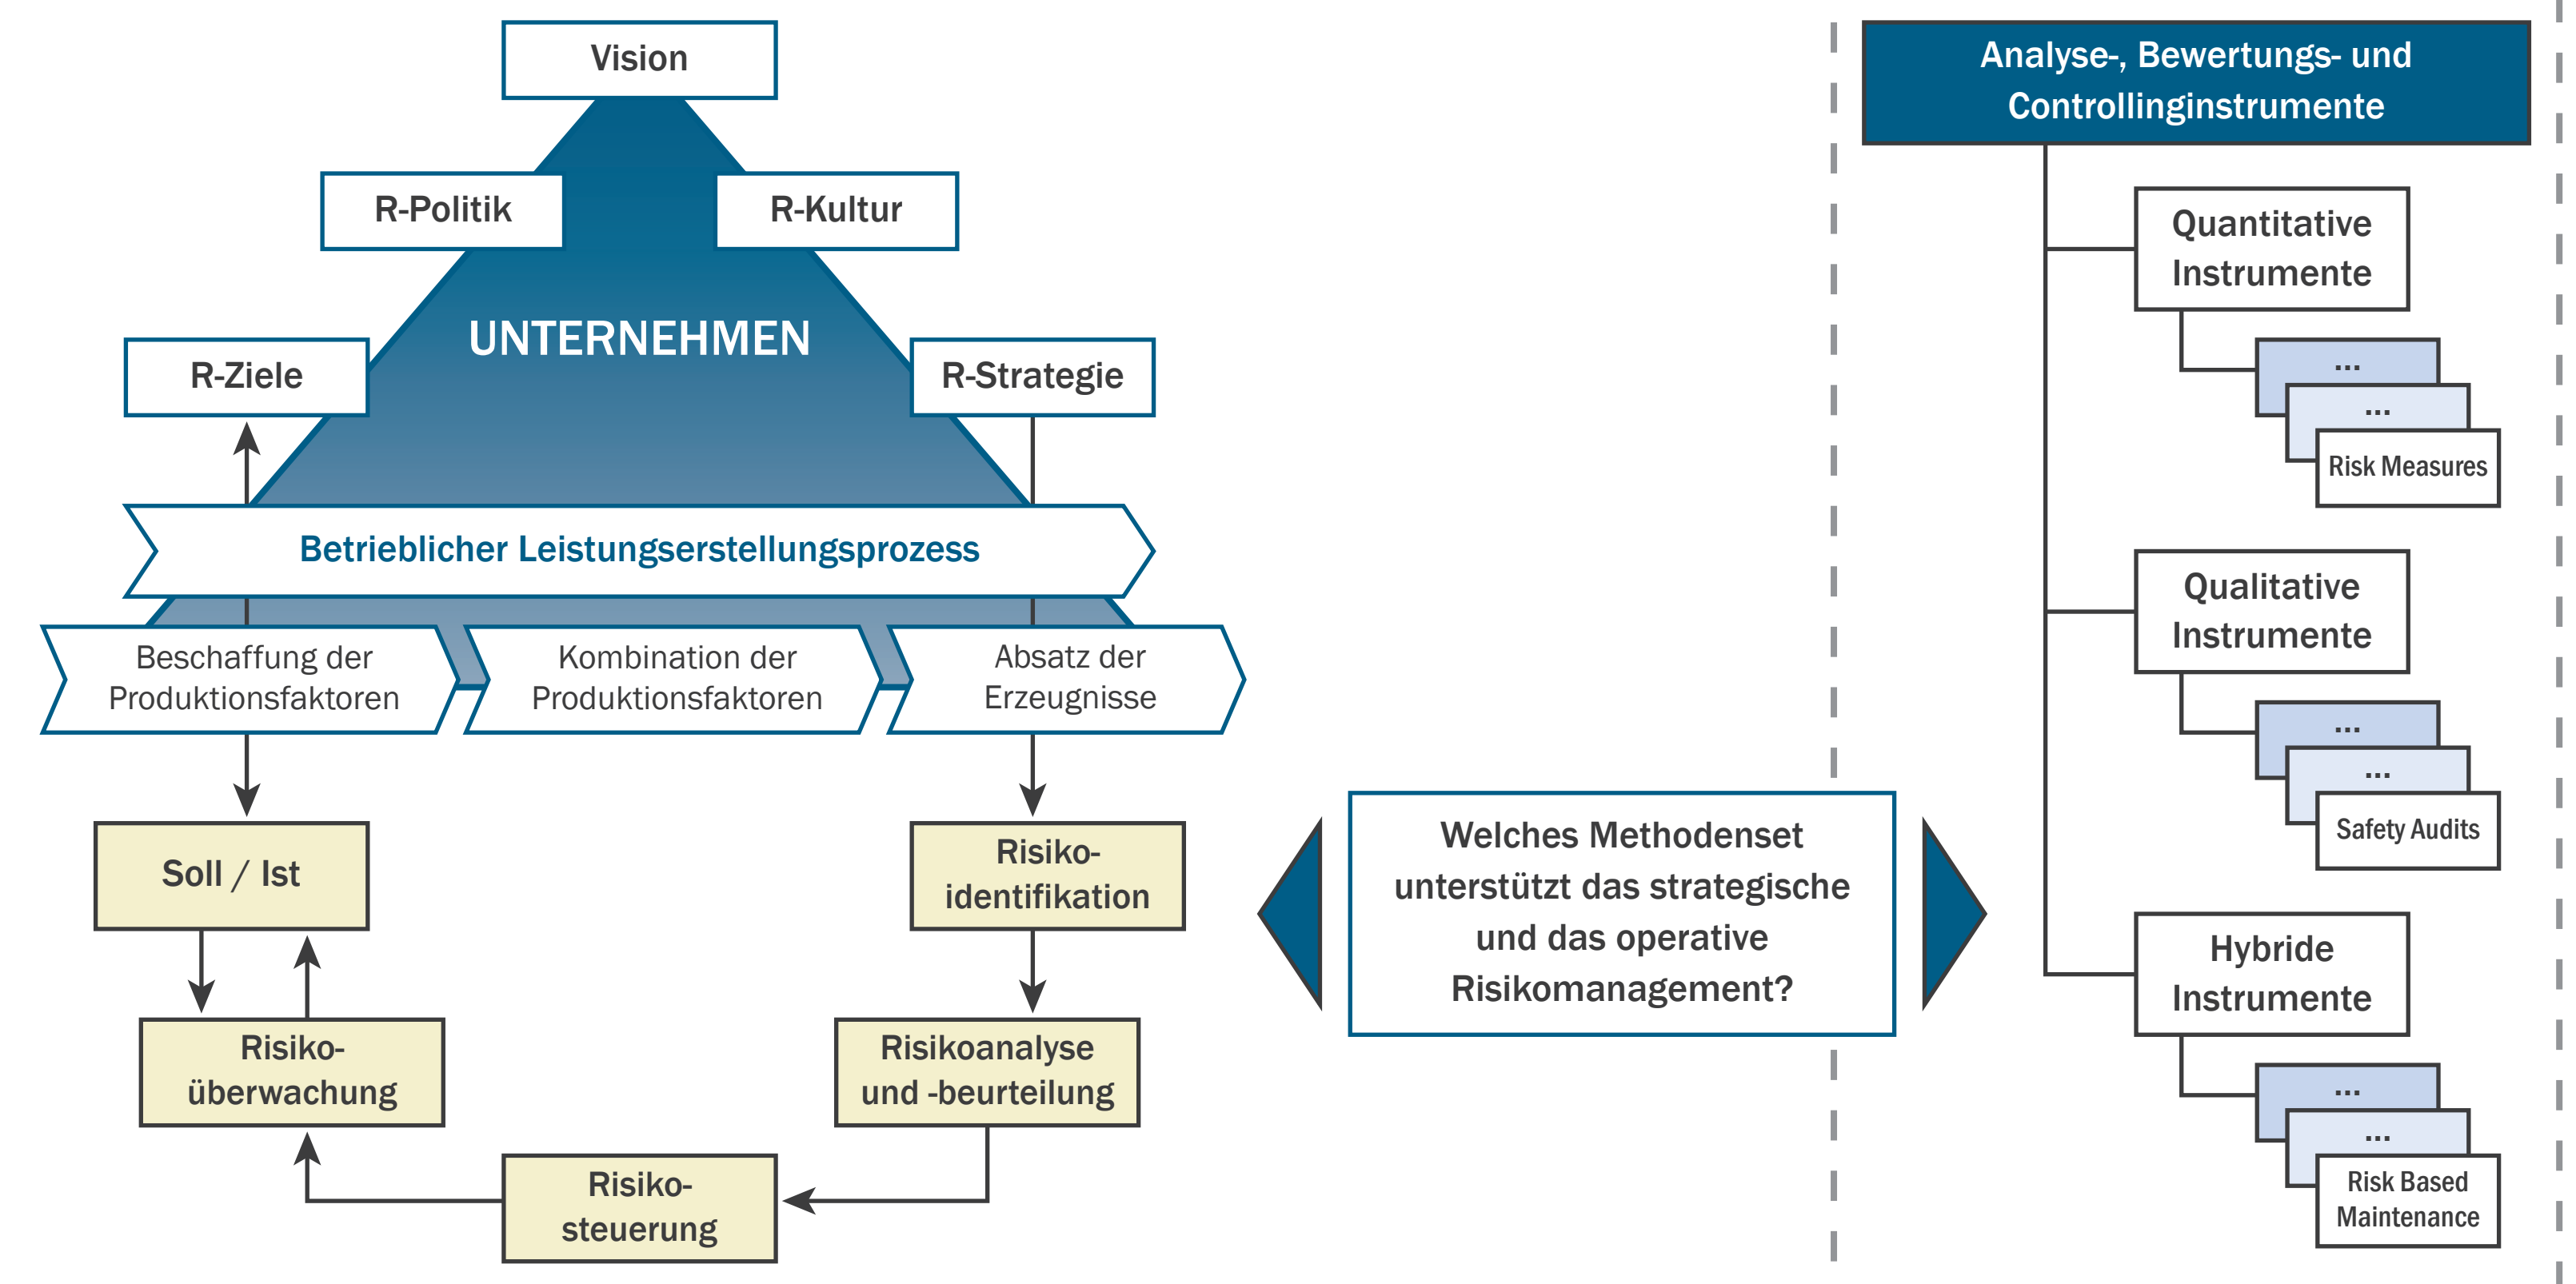 Vision
R-Politik
R-Kultur
UNTERNEHMEN
R-Ziele
R-Strategie
Betrieblicher Leistungserstellungsprozess
Beschaffung der
Produktionsfaktoren
Kombination der
Produktionsfaktoren
Absatz der
Erzeugnisse
Soll / Ist
Risiko-
identifikation
Risiko-
überwachung
Risikoanalyse
und -beurteilung
Risiko-
steuerung
Welches Methodenset
unterstützt das strategische
und das operative
Risikomanagement?
Analyse-, Bewertungs- und
Controllinginstrumente
Quantitative
Instrumente
...
...
Risk Measures
Qualitative
Instrumente
...
...
Safety Audits
Hybride
Instrumente
...
...
Risk Based
Maintenance